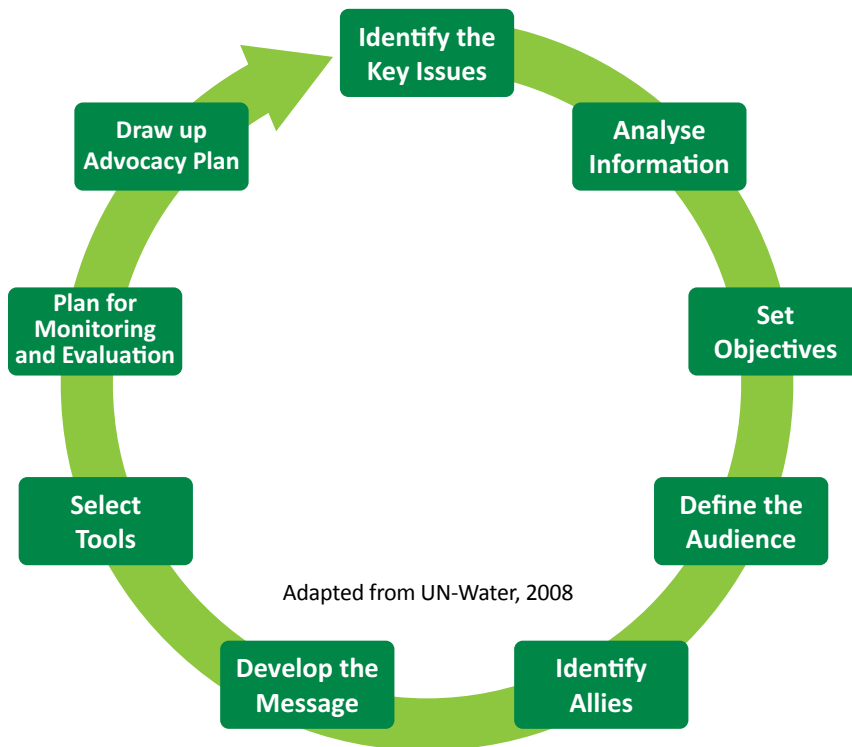 Identify the
Key Issues
Analyse
Information
Set
Objectives
Define the
Audience
Identify
Allies
Develop the
Message
Select
Tools
Plan for
Monitoring
and Evaluation
Draw up
Advocacy Plan
Adapted from UN-Water, 2008